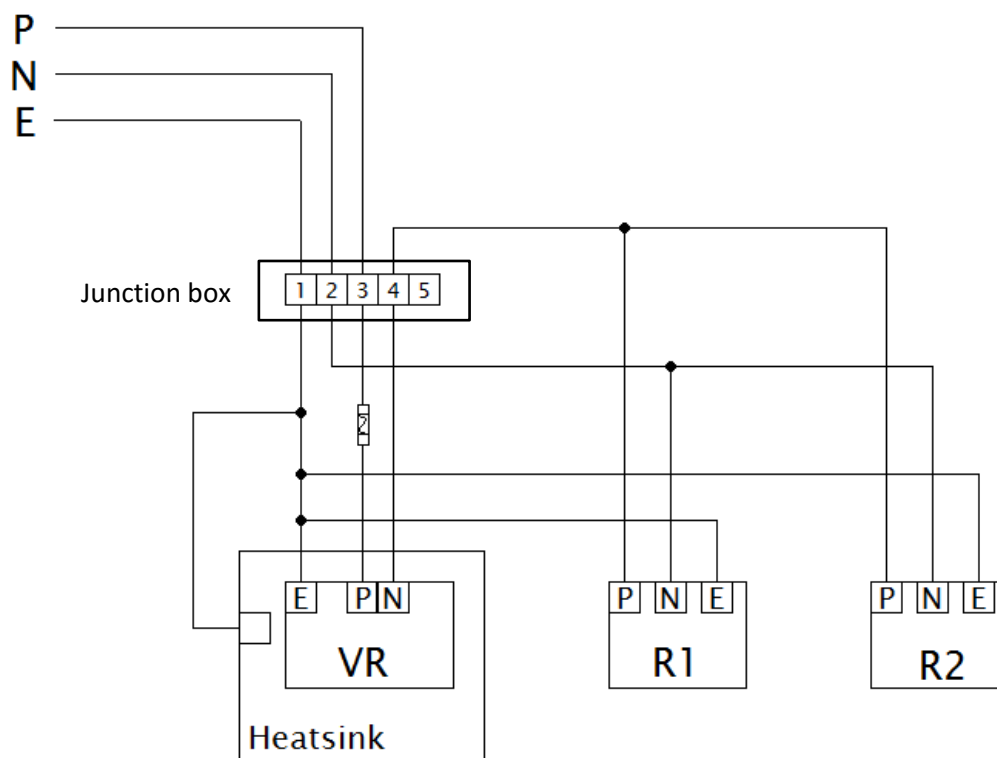 P
N
E
Junction box
1 2 3 4 5
2
E P N
P N E
P N E
VR
R1
R2
Heatsink